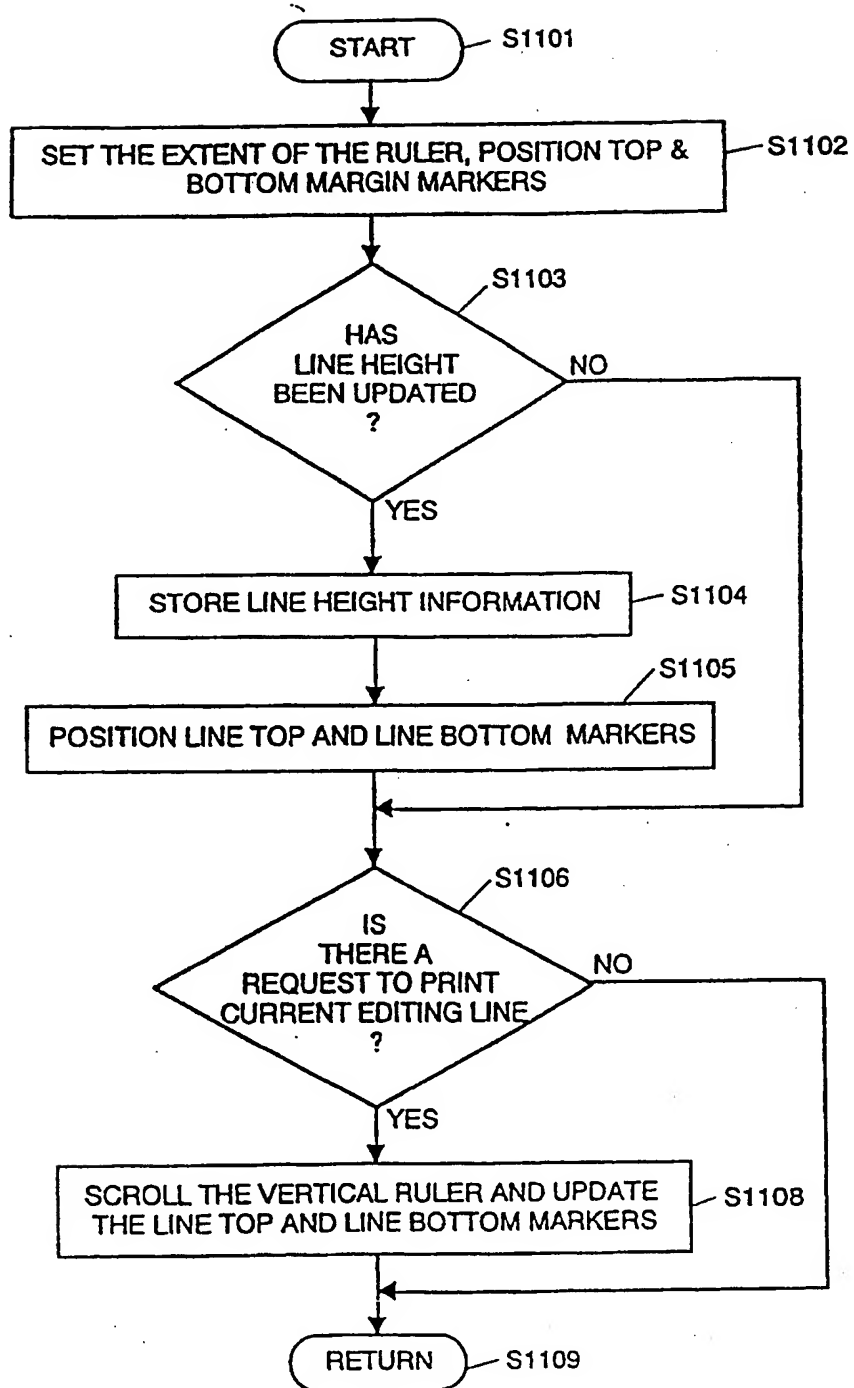 START
S1101
SET THE EXTENT OF THE RULER, POSITION TOP &
BOTTOM MARGIN MARKERS
S1102
S1103
HAS
LINE HEIGHT
BEEN UPDATED
?
NO
YES
STORE LINE HEIGHT INFORMATION
S1104
S1105
POSITION LINE TOP AND LINE BOTTOM MARKERS
S1106
IS
THERE A
REQUEST TO PRINT
CURRENT EDITING LINE
?
NO
YES
SCROLL THE VERTICAL RULER AND UPDATE
THE LINE TOP AND LINE BOTTOM MARKERS
S1108
RETURN
S1109